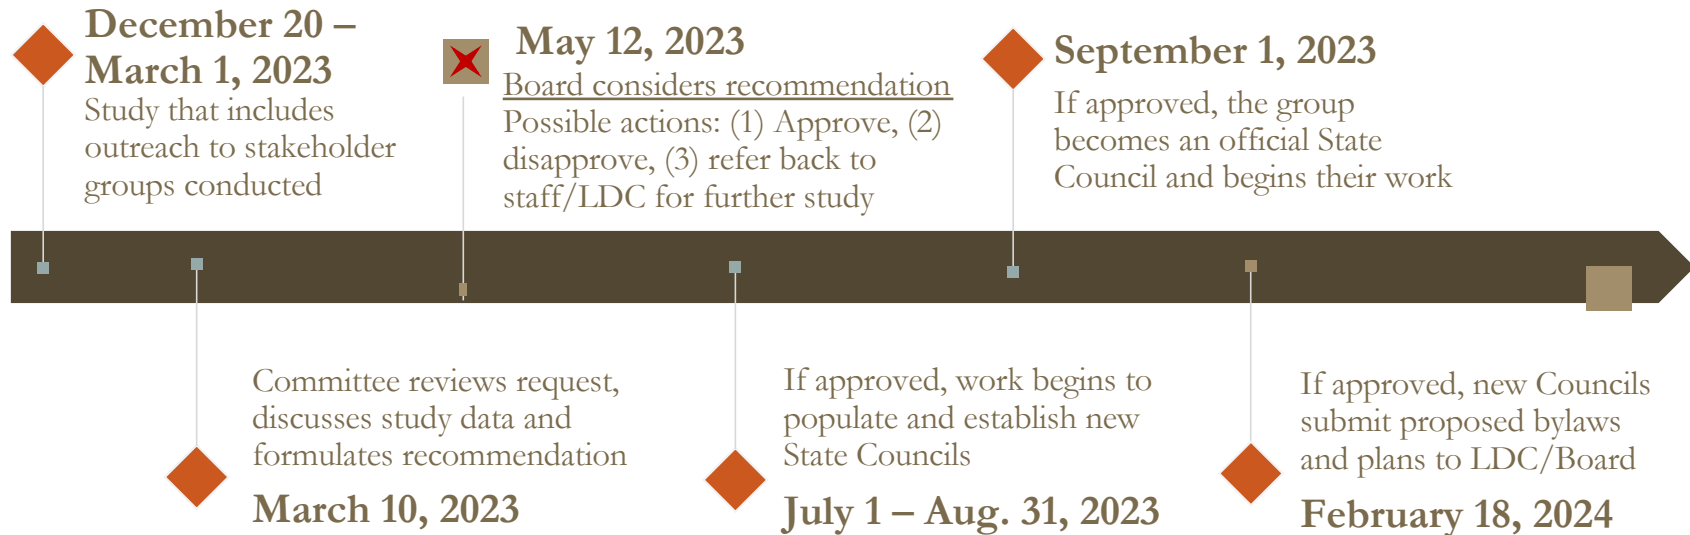 December 20 –
March 1, 2023
Study that includes
outreach to stakeholder
groups conducted
May 12, 2023
Board considers recommendation
Possible actions: (1) Approve, (2)
disapprove, (3) refer back to
staff/LDC for further study
September 1, 2023
If approved, the group
becomes an official State
Council and begins their work
Committee reviews request,
discusses study data and
formulates recommendation
March 10, 2023
If approved, work begins to
populate and establish new
State Councils
July 1 – Aug. 31, 2023
If approved, new Councils
submit proposed bylaws
and plans to LDC/Board
February 18, 2024